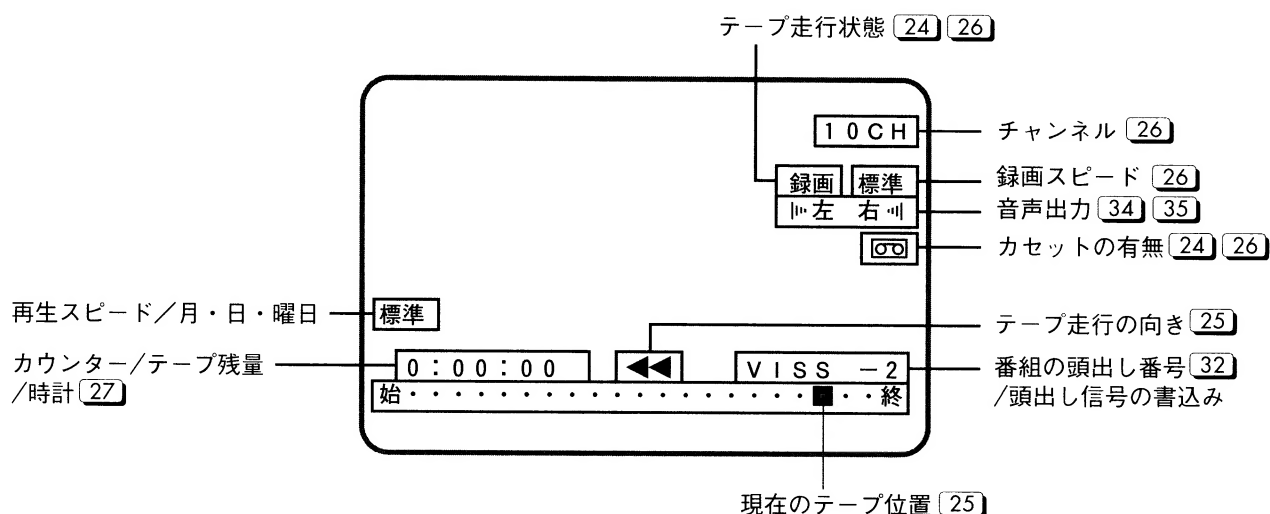 テープ走行状態 24 26
10CH
チャンネル 26
録画 標準
録画スピード 26
左 右
音声出力 34 35
カセットの有無 24 26
再生スピード／月・日・曜日
標準
テープ走行の向き 25
カウンター/テープ残量
/時計 27
0:00:00 ◀◀ VISS −2
番組の頭出し番号 32
/頭出し信号の書込み
始・・・・・・・・・・・・・・・・・・・・・■・・終
現在のテープ位置 25